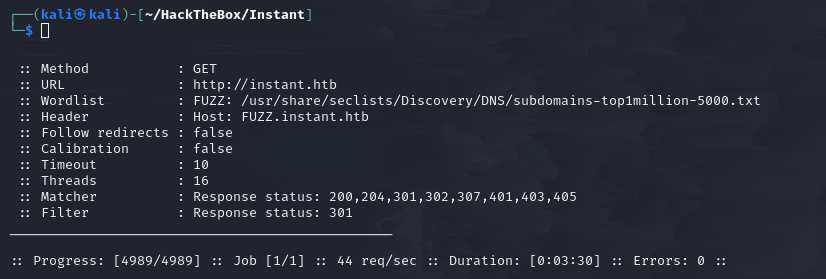 ┌──(kali㉿kali)-[~/HackTheBox/Instant]
└─$
:: Method : GET
:: URL : http://instant.htb
:: Wordlist : FUZZ: /usr/share/seclists/Discovery/DNS/subdomains-top1million-5000.txt
:: Header : Host: FUZZ.instant.htb
:: Follow redirects : false
:: Calibration : false
:: Timeout : 10
:: Threads : 16
:: Matcher : Response status: 200,204,301,302,307,401,403,405
:: Filter : Response status: 301
________________________________________________
:: Progress: [4989/4989] :: Job [1/1] :: 44 req/sec :: Duration: [0:03:30] :: Errors: 0 ::